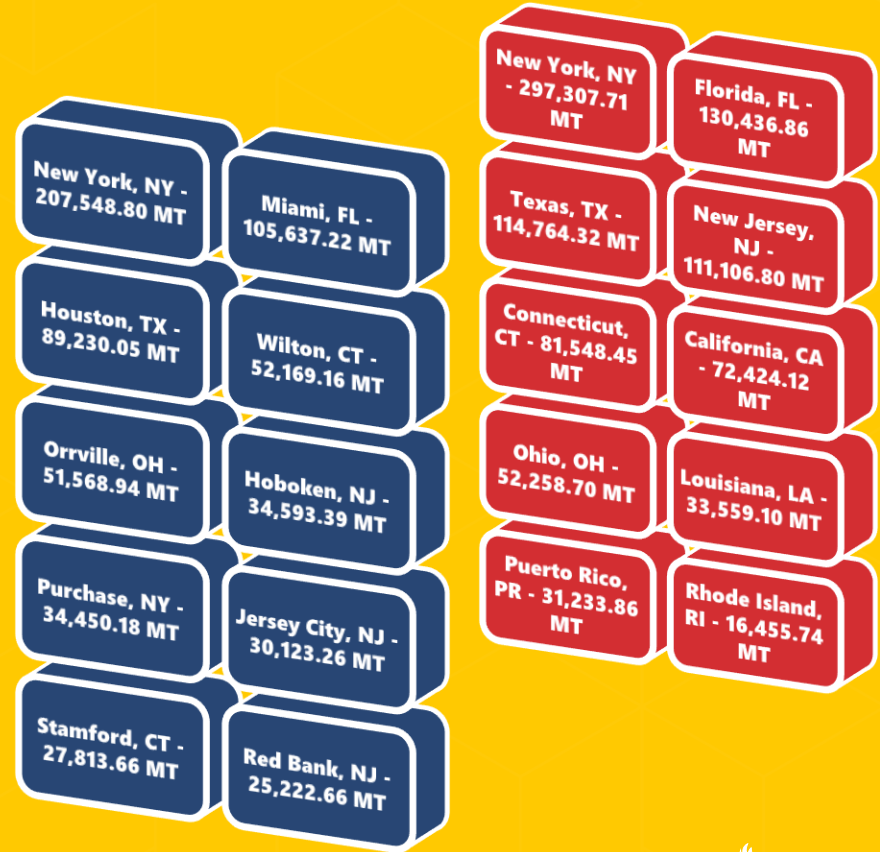 New York, NY -
207,548.80 MT
Miami, FL -
105,637.22 MT
Houston, TX -
89,230.05 MT
Wilton, CT -
52,169.16 MT
Orrville, OH -
51,568.94 MT
Hoboken, NJ -
34,593.39 MT
Purchase, NY -
34,450.18 MT
Jersey City, NJ -
30,123.26 MT
Stamford, CT -
27,813.66 MT
Red Bank, NJ -
25,222.66 MT
New York, NY
- 297,307.71
MT
Florida, FL -
130,436.86
MT
Texas, TX -
114,764.32 MT
New Jersey,
NJ -
111,106.80 MT
Connecticut,
CT - 81,548.45
MT
California, CA
- 72,424.12
MT
Ohio, OH -
52,258.70 MT
Louisiana, LA -
33,559.10 MT
Puerto Rico,
PR - 31,233.86
MT
Rhode Island,
RI - 16,455.74
MT